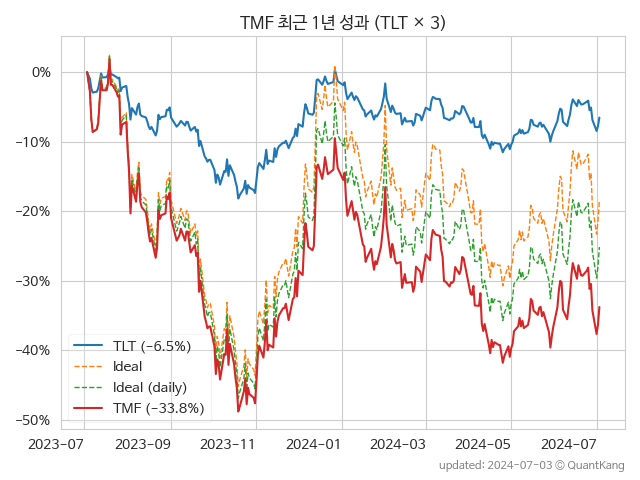 TMF 최근 1년 성과 (TLT × 3)
0%
−10%
−20%
−30%
−40%
−50%
TLT (−6.5%)
Ideal
Ideal (daily)
TMF (−33.8%)
2023-07
2023-09
2023-11
2024-01
2024-03
2024-05
2024-07
updated: 2024-07-03 © QuantKang